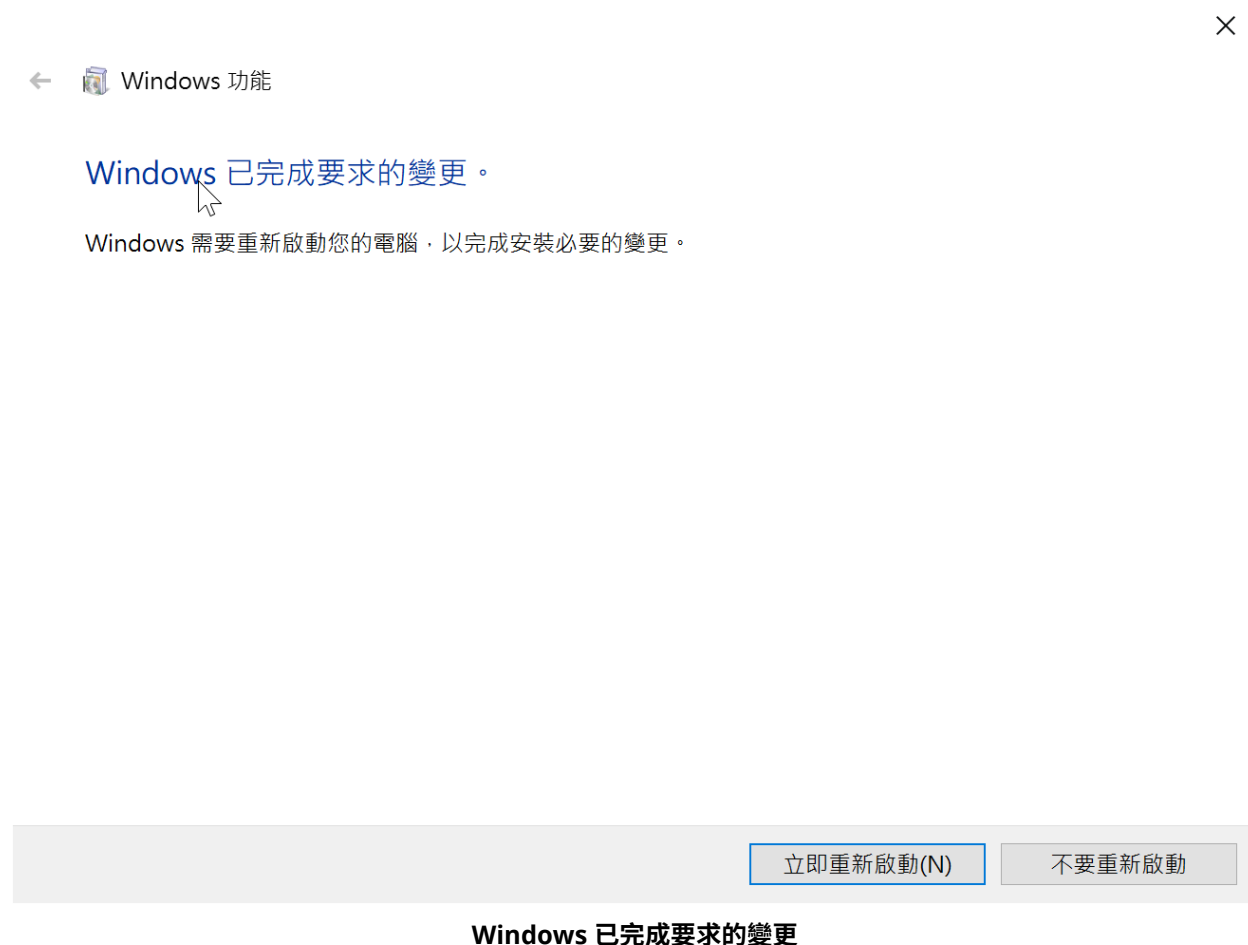 Windows 功能
Windows 已完成要求的變更。
Windows 需要重新啟動您的電腦，以完成安裝必要的變更。
立即重新啟動(N)
不要重新啟動
Windows 已完成要求的變更